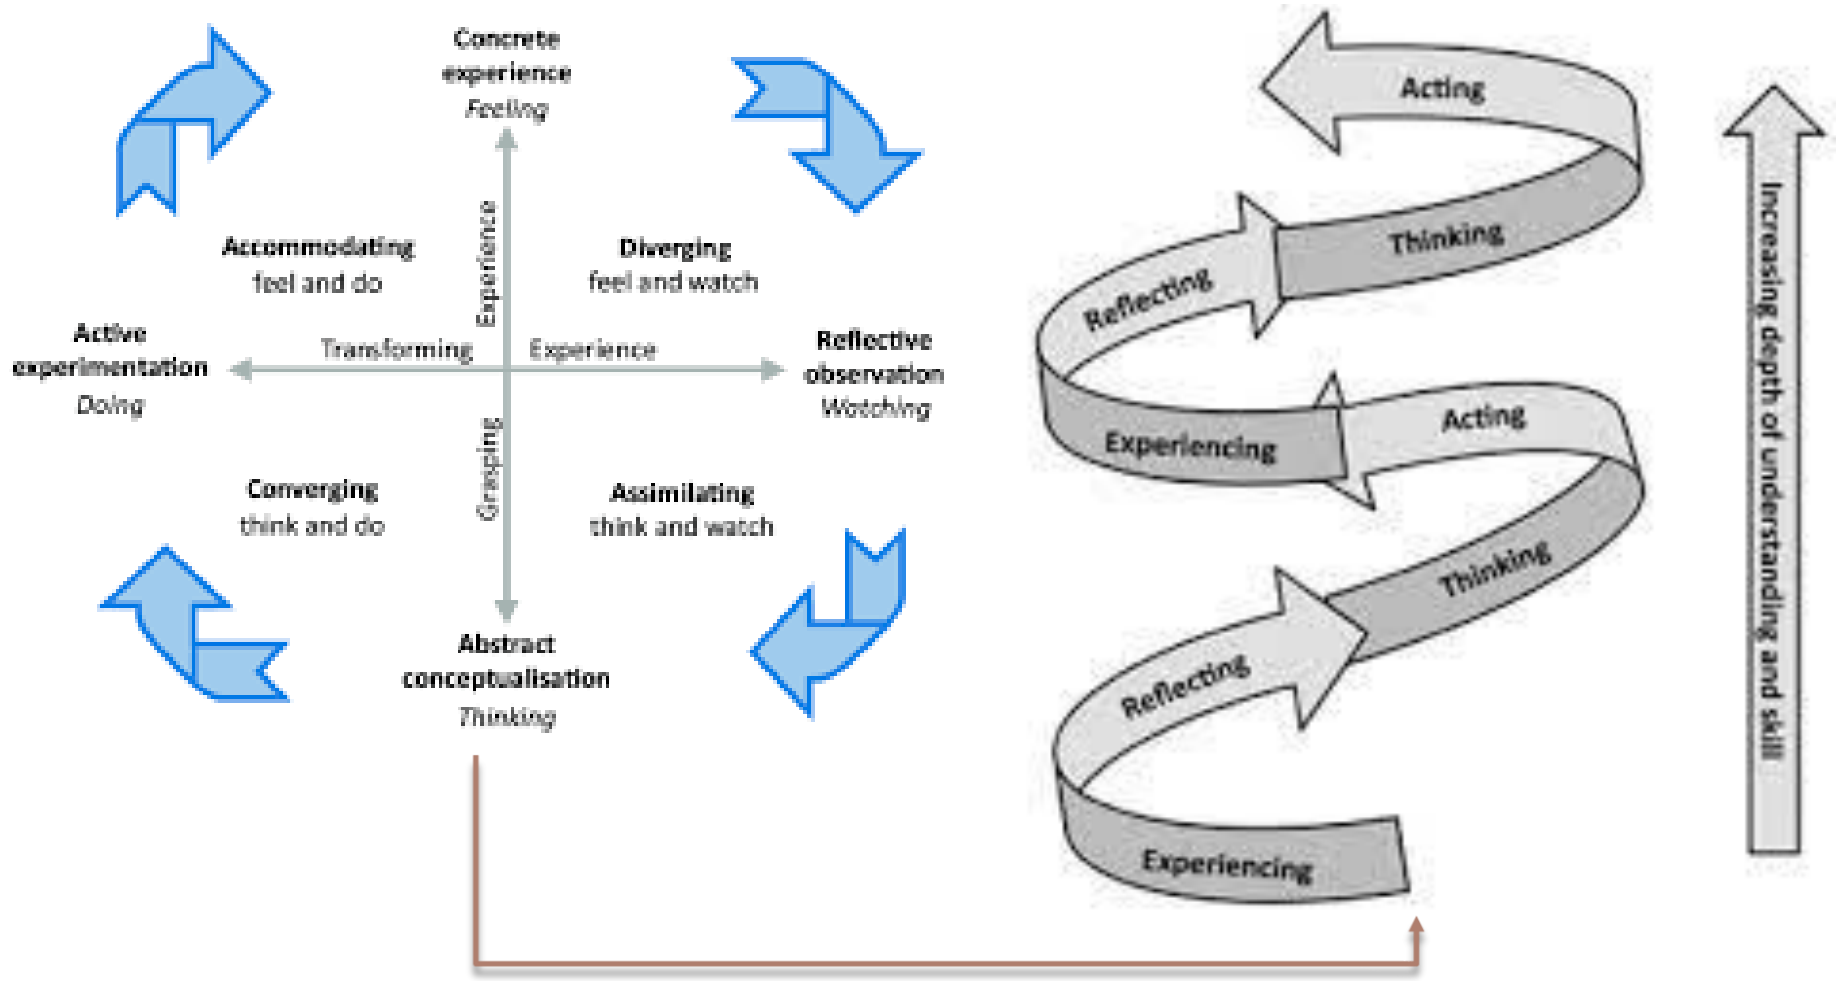 Concrete
experience
Feeling
Accommodating
feel and do
Diverging
feel and watch
Experience
Active
experimentation
Doing
Transforming
Experience
Reflective
observation
Watching
Grasping
Converging
think and do
Assimilating
think and watch
Abstract
conceptualisation
Thinking
Acting
Thinking
Reflecting
Experiencing
Acting
Thinking
Reflecting
Experiencing
Increasing depth of understanding and skill